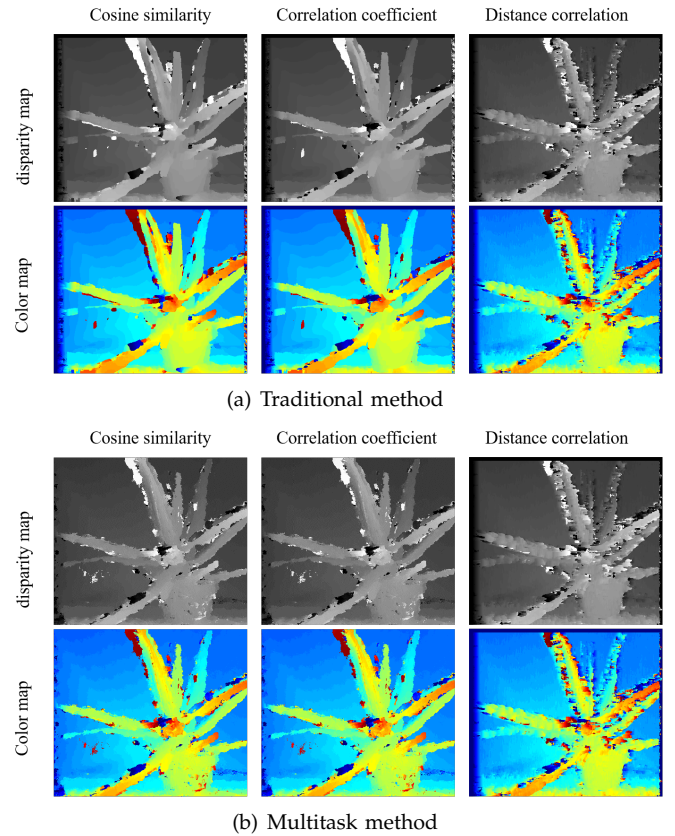 Cosine similarity Correlation coefficient Distance correlation
disparity map
Color map
(a) Traditional method
Cosine similarity Correlation coefficient Distance correlation
disparity map
Color map
(b) Multitask method